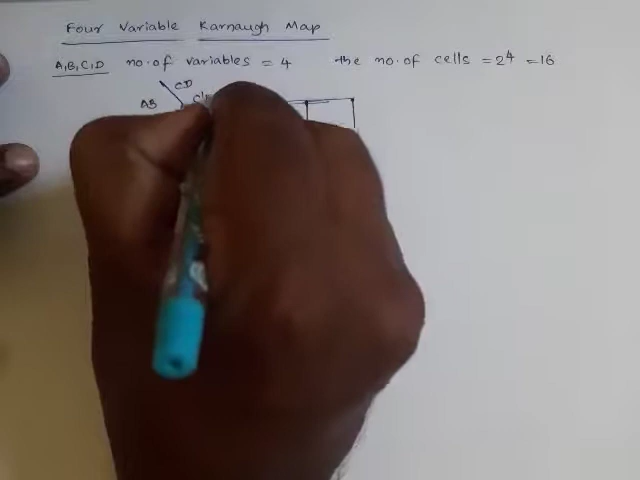 Four Variable Karnaugh Map
A,B,C,D no.of variables = 4 the no.of cells = 2⁴ = 16
CD
AB